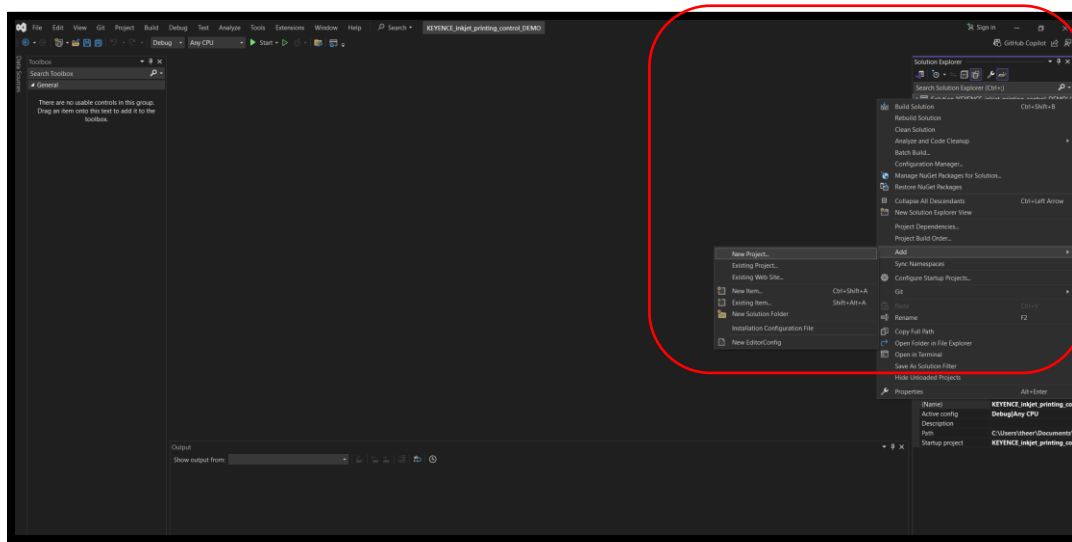 File Edit View Git Project Build Debug Test Analyze Tools Extensions Window Help Search KEYENCE_inkjet_printing_control_DEMO Sign in
Debug Any CPU Start GitHub Copilot
Data Sources
Toolbox
Search Toolbox
General
There are no usable controls in this group.
Drag an item onto this text to add it to the
toolbox.
Solution Explorer
Search Solution Explorer (Ctrl+;)
Build Solution Ctrl+Shift+B
Rebuild Solution
Clean Solution
Analyze and Code Cleanup
Batch Build...
Configuration Manager...
Manage NuGet Packages for Solution...
Restore NuGet Packages
Collapse All Descendants Ctrl+Left Arrow
New Solution Explorer View
Project Dependencies...
Project Build Order...
Add
Sync Namespaces
Configure Startup Projects...
Git
Paste Ctrl+V
Rename F2
Copy Full Path
Open Folder in File Explorer
Open in Terminal
Save As Solution Filter
Hide Unloaded Projects
Properties Alt+Enter
New Project...
Existing Project...
Existing Web Site...
New Item... Ctrl+Shift+A
Existing Item... Shift+Alt+A
New Solution Folder
Installation Configuration File
New EditorConfig
(Name) KEYENCE_inkjet_printing_co
Active config Debug|Any CPU
Description
Path C:\Users\theer\Documents\
Startup project KEYENCE_inkjet_printing_co
Output
Show output from: